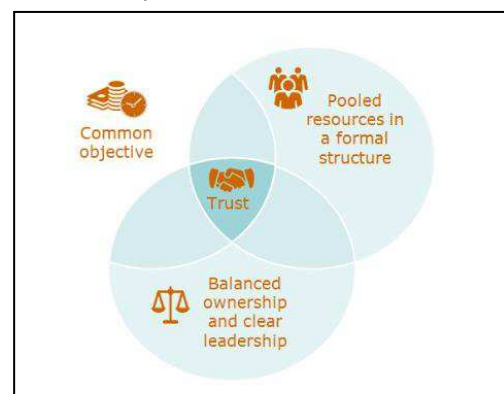 Common
objective
Pooled
resources in
a formal
structure
Trust
Balanced
ownership
and clear
leadership